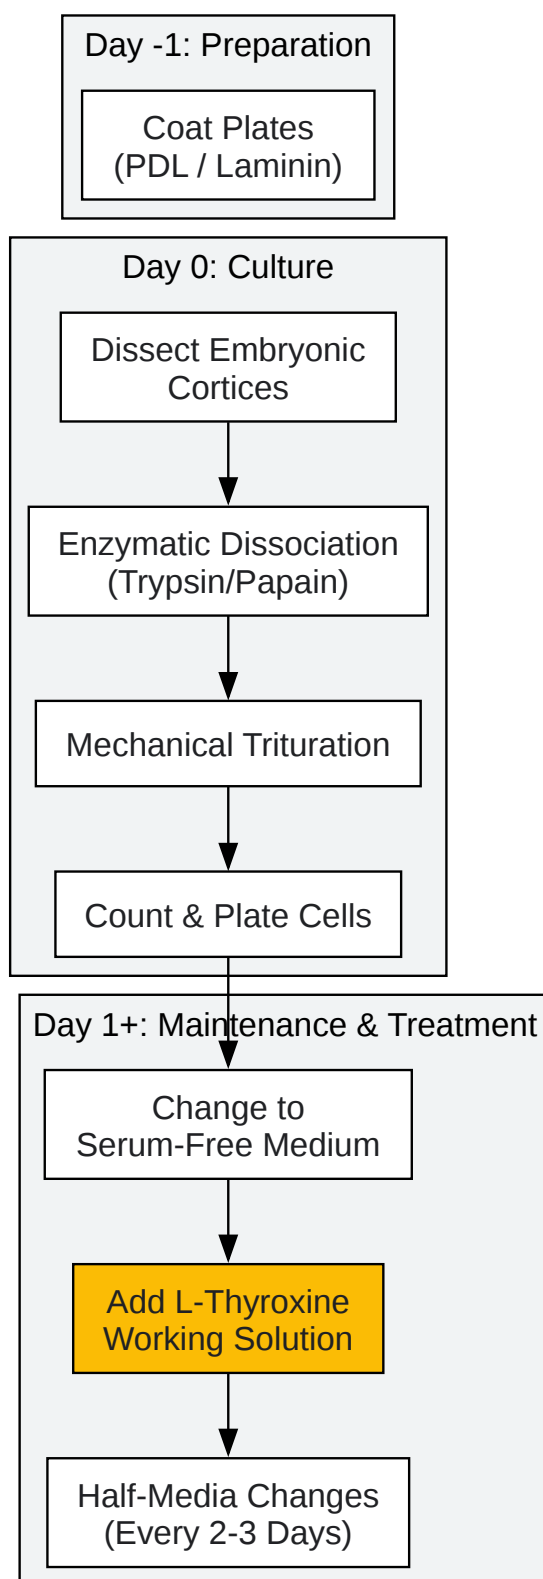 Day -1: Preparation
Coat Plates
(PDL / Laminin)
Day 0: Culture
Dissect Embryonic
Cortices
Enzymatic Dissociation
(Trypsin/Papain)
Mechanical Trituration
Count & Plate Cells
Day 1+: Maintenance & Treatment
Change to
Serum-Free Medium
Add L-Thyroxine
Working Solution
Half-Media Changes
(Every 2-3 Days)